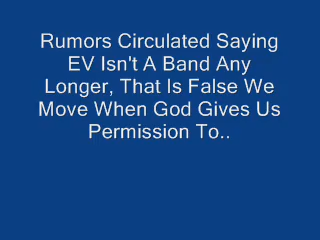 Rumors Circulated Saying
EV Isn't A Band Any
Longer, That Is False We
Move When God Gives Us
Permission To..